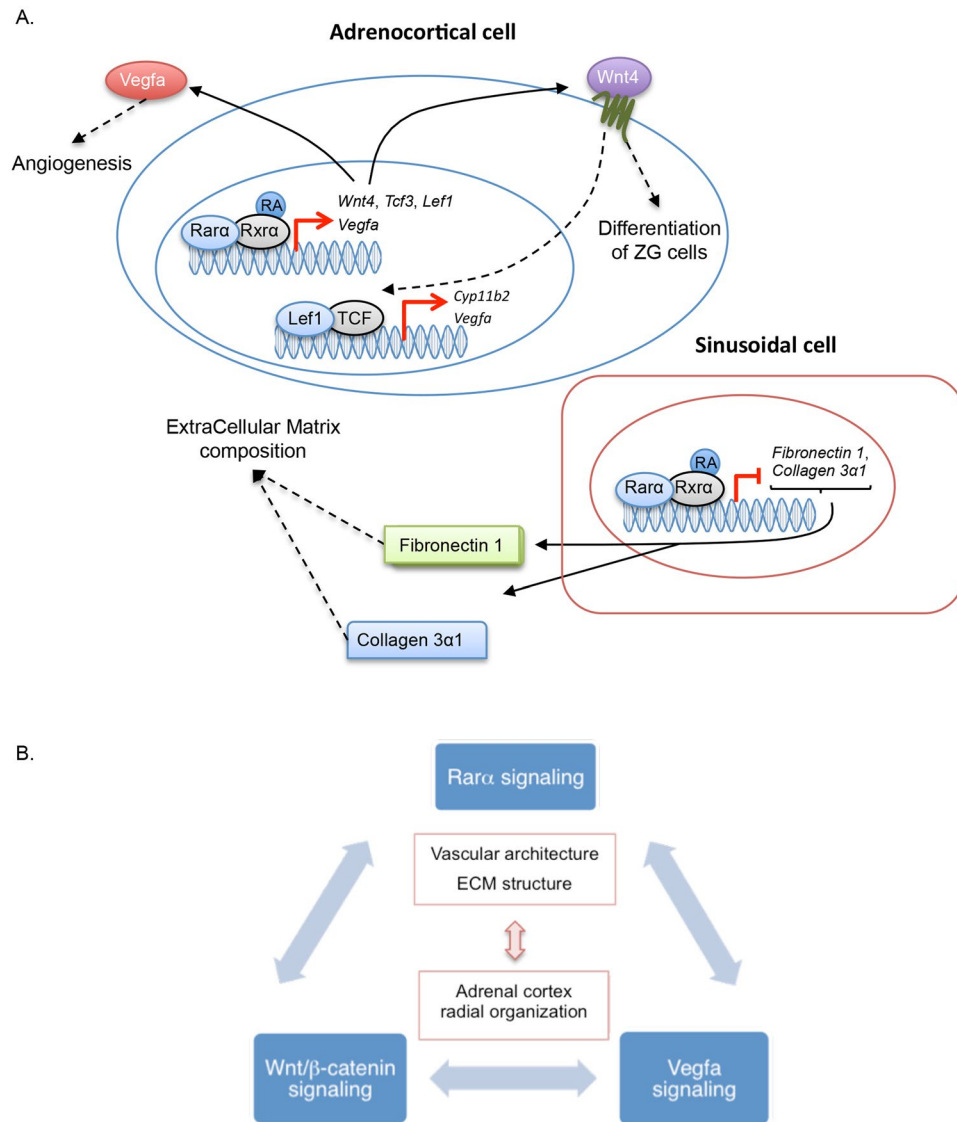 A.
Adrenocortical cell
Vegfa
Wnt4
Angiogenesis
RA
Rarα
Rxrα
Wnt4, Tcf3, Lef1
Vegfa
Differentiation
of ZG cells
Lef1
TCF
Cyp11b2
Vegfa
Sinusoidal cell
ExtraCellular Matrix
composition
RA
Rarα
Rxrα
Fibronectin 1,
Collagen 3α1
Fibronectin 1
Collagen 3α1
B.
Rarα signaling
Vascular architecture
ECM structure
Adrenal cortex
radial organization
Wnt/β-catenin
signaling
Vegfa
signaling